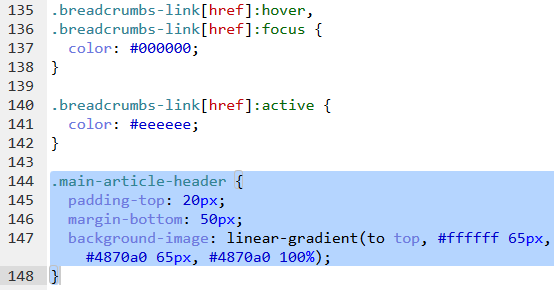 135 .breadcrumbs-link[href]:hover,
136 .breadcrumbs-link[href]:focus {
137   color: #000000;
138 }
139
140 .breadcrumbs-link[href]:active {
141   color: #eeeeee;
142 }
143
144 .main-article-header {
145   padding-top: 20px;
146   margin-bottom: 50px;
147   background-image: linear-gradient(to top, #ffffff 65px,
    #4870a0 65px, #4870a0 100%);
148 }